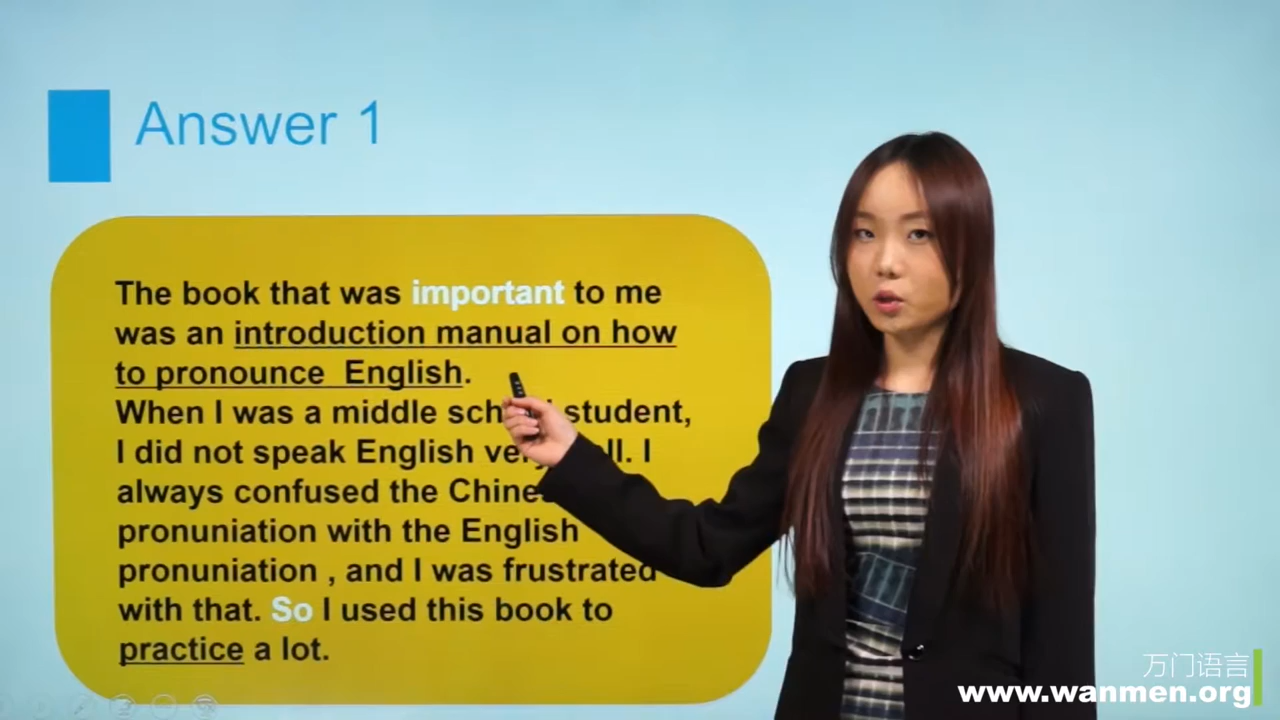 Answer 1
The book that was important to me
was an introduction manual on how
to pronounce English.
When I was a middle student,
I did not speak English I
always confused the
pronuniation with the English
pronuniation , and I was frustrated
with that. So I used this book to
practice a lot.
万门语言
www.wanmen.org